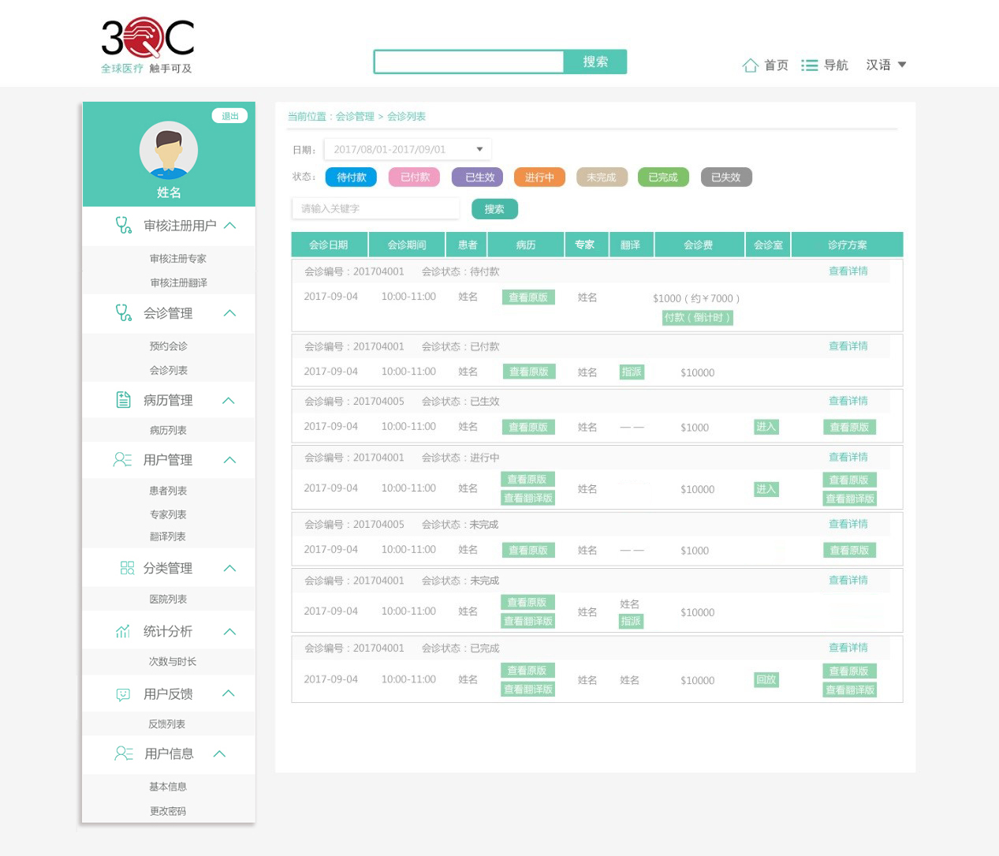 3QC
全球医疗 触手可及
搜索
首页 导航 汉语
退出
姓名
审核注册用户
审核注册专家
审核注册翻译
会诊管理
预约会诊
会诊列表
病历管理
病历列表
用户管理
患者列表
专家列表
翻译列表
分类管理
医院列表
统计分析
次数与时长
用户反馈
反馈列表
用户信息
基本信息
更改密码
当前位置：会诊管理 > 会诊列表
日期： 2017/08/01-2017/09/01
状态： 待付款 已付款 已生效 进行中 未完成 已完成 已失效
请输入关键字 搜索
会诊日期 会诊期间 患者 病历 专家 翻译 会诊费 会诊室 诊疗方案
会诊编号：201704001 会诊状态：待付款 查看详情
2017-09-04 10:00-11:00 姓名 查看原版 姓名 $1000（约￥7000）
付款（倒计时）
会诊编号：201704001 会诊状态：已付款 查看详情
2017-09-04 10:00-11:00 姓名 查看原版 姓名 指派 $10000
会诊编号：201704005 会诊状态：已生效 查看详情
2017-09-04 10:00-11:00 姓名 查看原版 姓名 — — $1000 进入 查看原版
会诊编号：201704001 会诊状态：进行中 查看详情
查看原版 查看原版
2017-09-04 10:00-11:00 姓名 姓名 $10000 进入
查看翻译版 查看翻译版
会诊编号：201704005 会诊状态：未完成 查看详情
2017-09-04 10:00-11:00 姓名 查看原版 姓名 — — $1000 查看原版
会诊编号：201704001 会诊状态：未完成 查看详情
查看原版 姓名
2017-09-04 10:00-11:00 姓名 姓名 $10000
查看翻译版 指派
会诊编号：201704001 会诊状态：已完成 查看详情
查看原版 查看原版
2017-09-04 10:00-11:00 姓名 姓名 姓名 $10000 回放
查看翻译版 查看翻译版